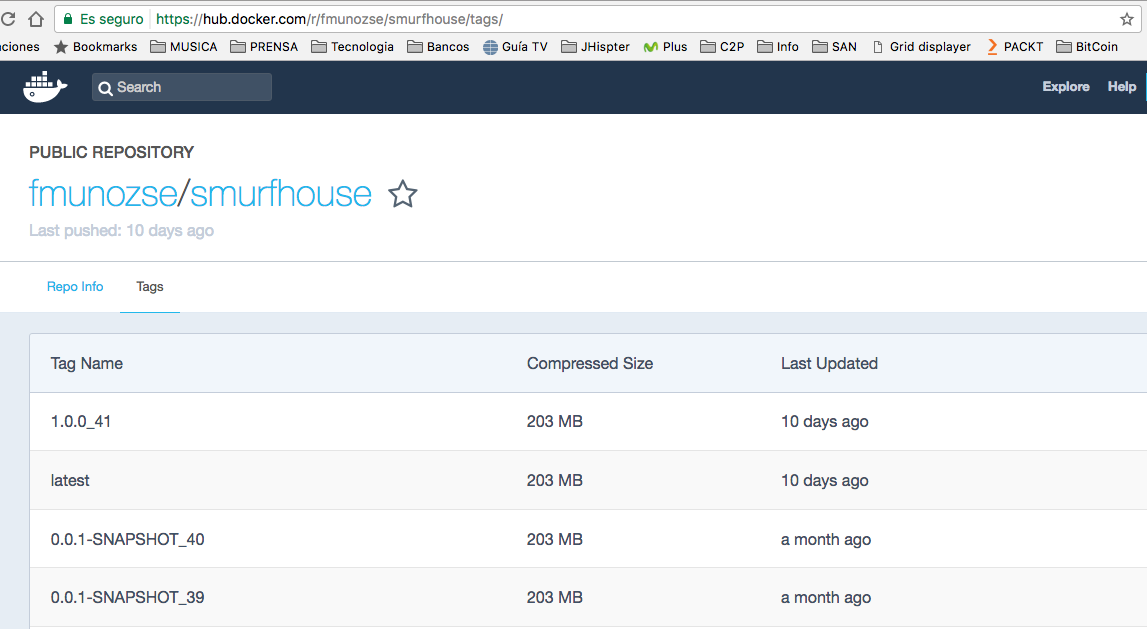 Es seguro https://hub.docker.com/r/fmunozse/smurfhouse/tags/
ciones Bookmarks MUSICA PRENSA Tecnologia Bancos Guía TV JHispter Plus C2P Info SAN Grid displayer PACKT BitCoin
Search Explore Help
PUBLIC REPOSITORY
fmunozse/smurfhouse
Last pushed: 10 days ago
Repo Info Tags
Tag Name Compressed Size Last Updated
1.0.0_41 203 MB 10 days ago
latest 203 MB 10 days ago
0.0.1-SNAPSHOT_40 203 MB a month ago
0.0.1-SNAPSHOT_39 203 MB a month ago